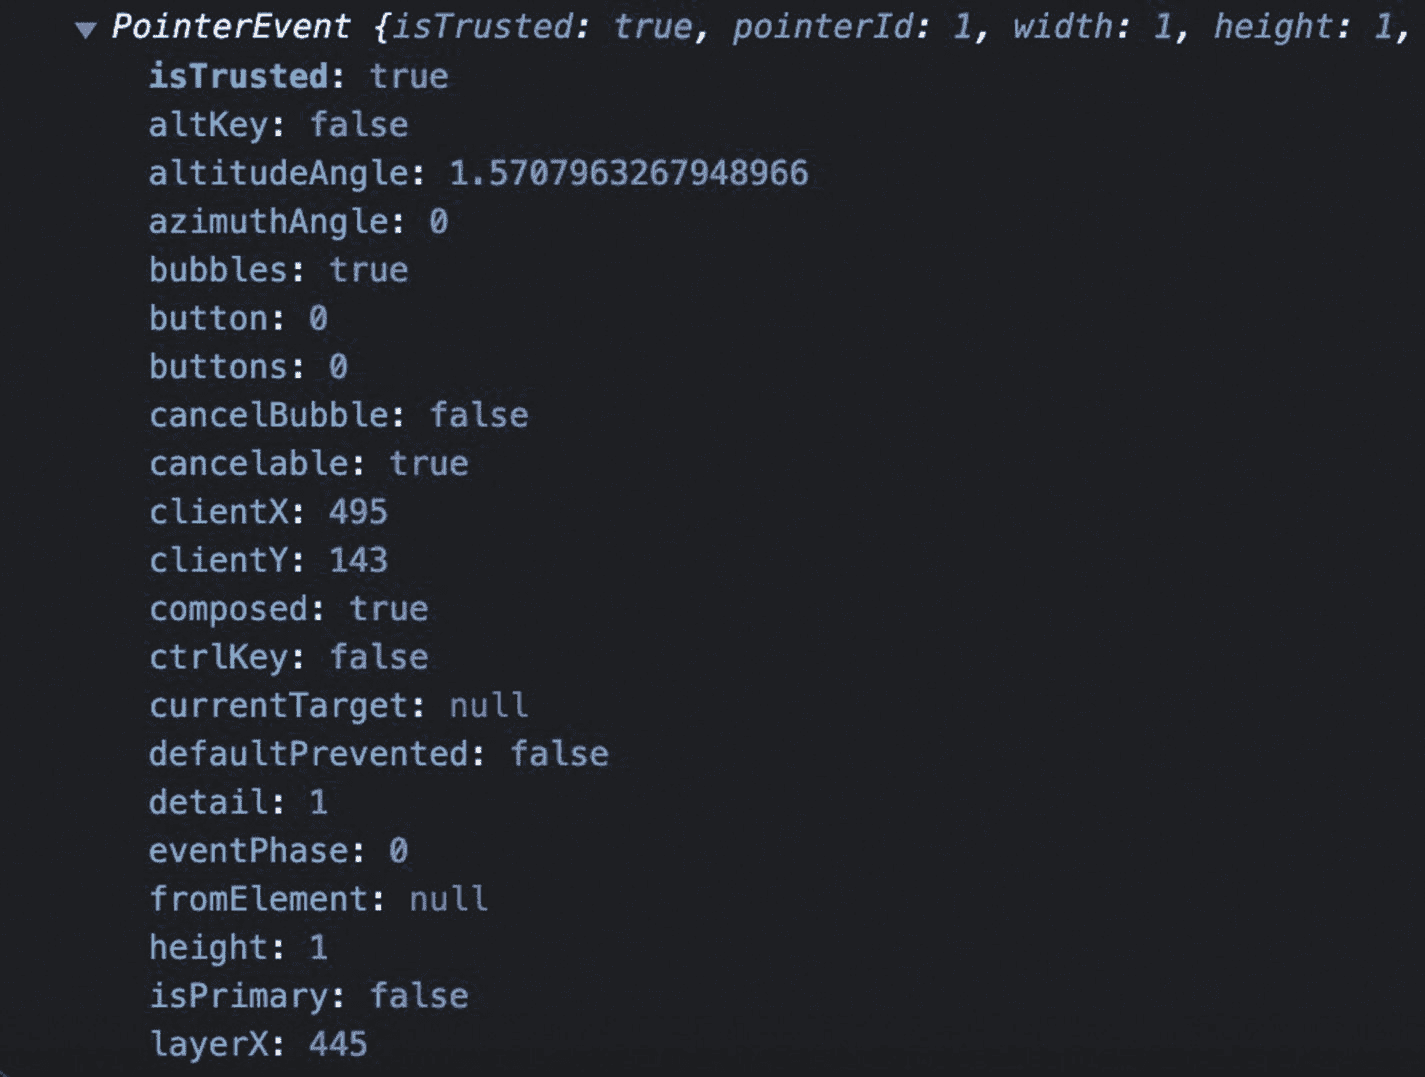 ▼ PointerEvent {isTrusted: true, pointerId: 1, width: 1, height: 1,
isTrusted: true
altKey: false
altitudeAngle: 1.5707963267948966
azimuthAngle: 0
bubbles: true
button: 0
buttons: 0
cancelBubble: false
cancelable: true
clientX: 495
clientY: 143
composed: true
ctrlKey: false
currentTarget: null
defaultPrevented: false
detail: 1
eventPhase: 0
fromElement: null
height: 1
isPrimary: false
layerX: 445